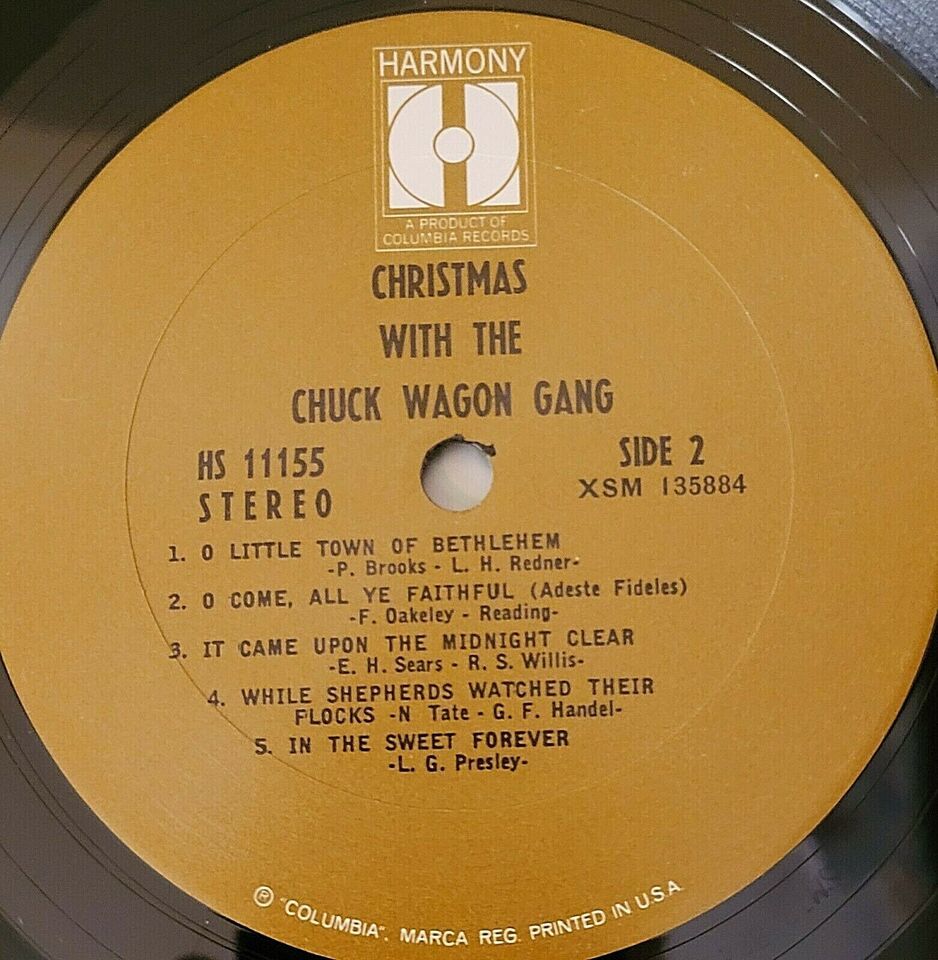 HARMONY
A PRODUCT OF
COLUMBIA RECORDS
CHRISTMAS
WITH THE
CHUCK WAGON GANG
HS 11155
STEREO
SIDE 2
XSM 135884
1. O LITTLE TOWN OF BETHLEHEM
-P. Brooks - L. H. Redner-
2. O COME, ALL YE FAITHFUL (Adeste Fideles)
-F. Oakeley - Reading-
3. IT CAME UPON THE MIDNIGHT CLEAR
-E. H. Sears - R. S. Willis-
4. WHILE SHEPHERDS WATCHED THEIR
FLOCKS -N Tate - G. F. Handel-
5. IN THE SWEET FOREVER
-L. G. Presley-
® "COLUMBIA", MARCA REG. PRINTED IN U.S.A.